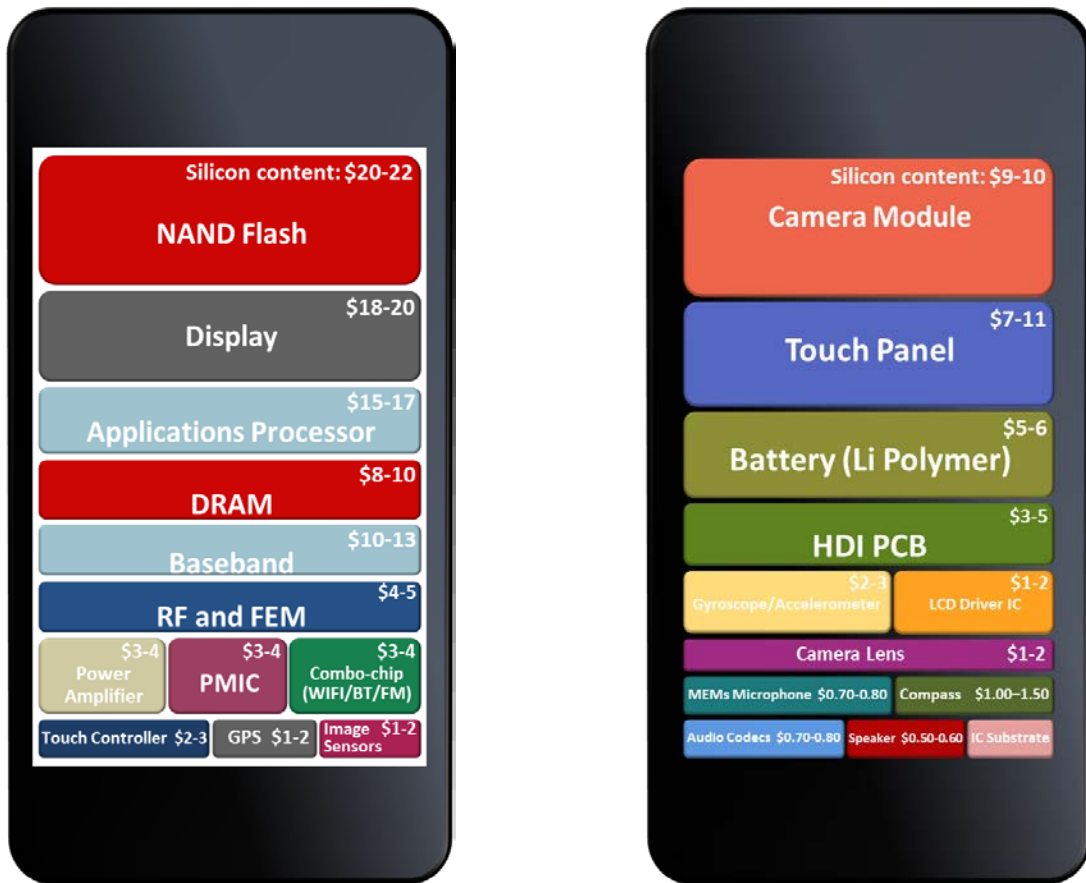 Silicon content: $20-22
NAND Flash
$18-20
Display
$15-17
Applications Processor
$8-10
DRAM
$10-13
Baseband
$4-5
RF and FEM
$3-4
Power
Amplifier
$3-4
PMIC
$3-4
Combo-chip
(WIFI/BT/FM)
Touch Controller $2-3
GPS $1-2
Image $1-2
Sensors
Silicon content: $9-10
Camera Module
$7-11
Touch Panel
$5-6
Battery (Li Polymer)
$3-5
HDI PCB
$2-3
Gyroscope/Accelerometer
$1-2
LCD Driver IC
Camera Lens $1-2
MEMs Microphone $0.70-0.80
Compass $1.00–1.50
Audio Codecs $0.70-0.80
Speaker $0.50-0.60
IC Substrate